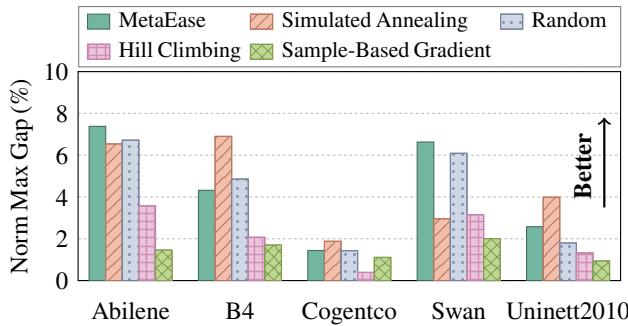 MetaEase Simulated Annealing Random
Hill Climbing Sample-Based Gradient
Norm Max Gap (%)
10
8
6
4
2
0
Better
Abilene B4 Cogentco Swan Uninett2010